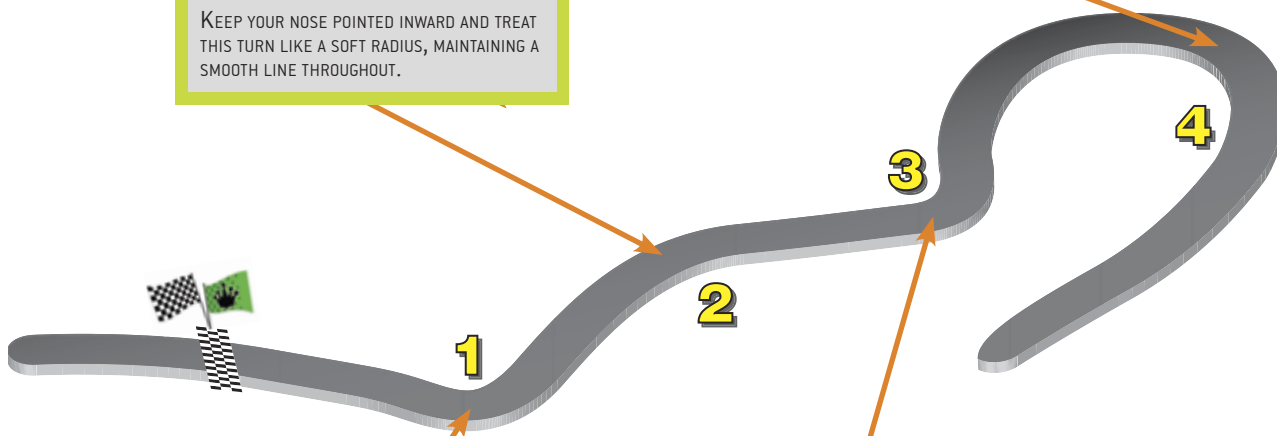 KEEP YOUR NOSE POINTED INWARD AND TREAT
THIS TURN LIKE A SOFT RADIUS, MAINTAINING A
SMOOTH LINE THROUGHOUT.
4
3
2
1